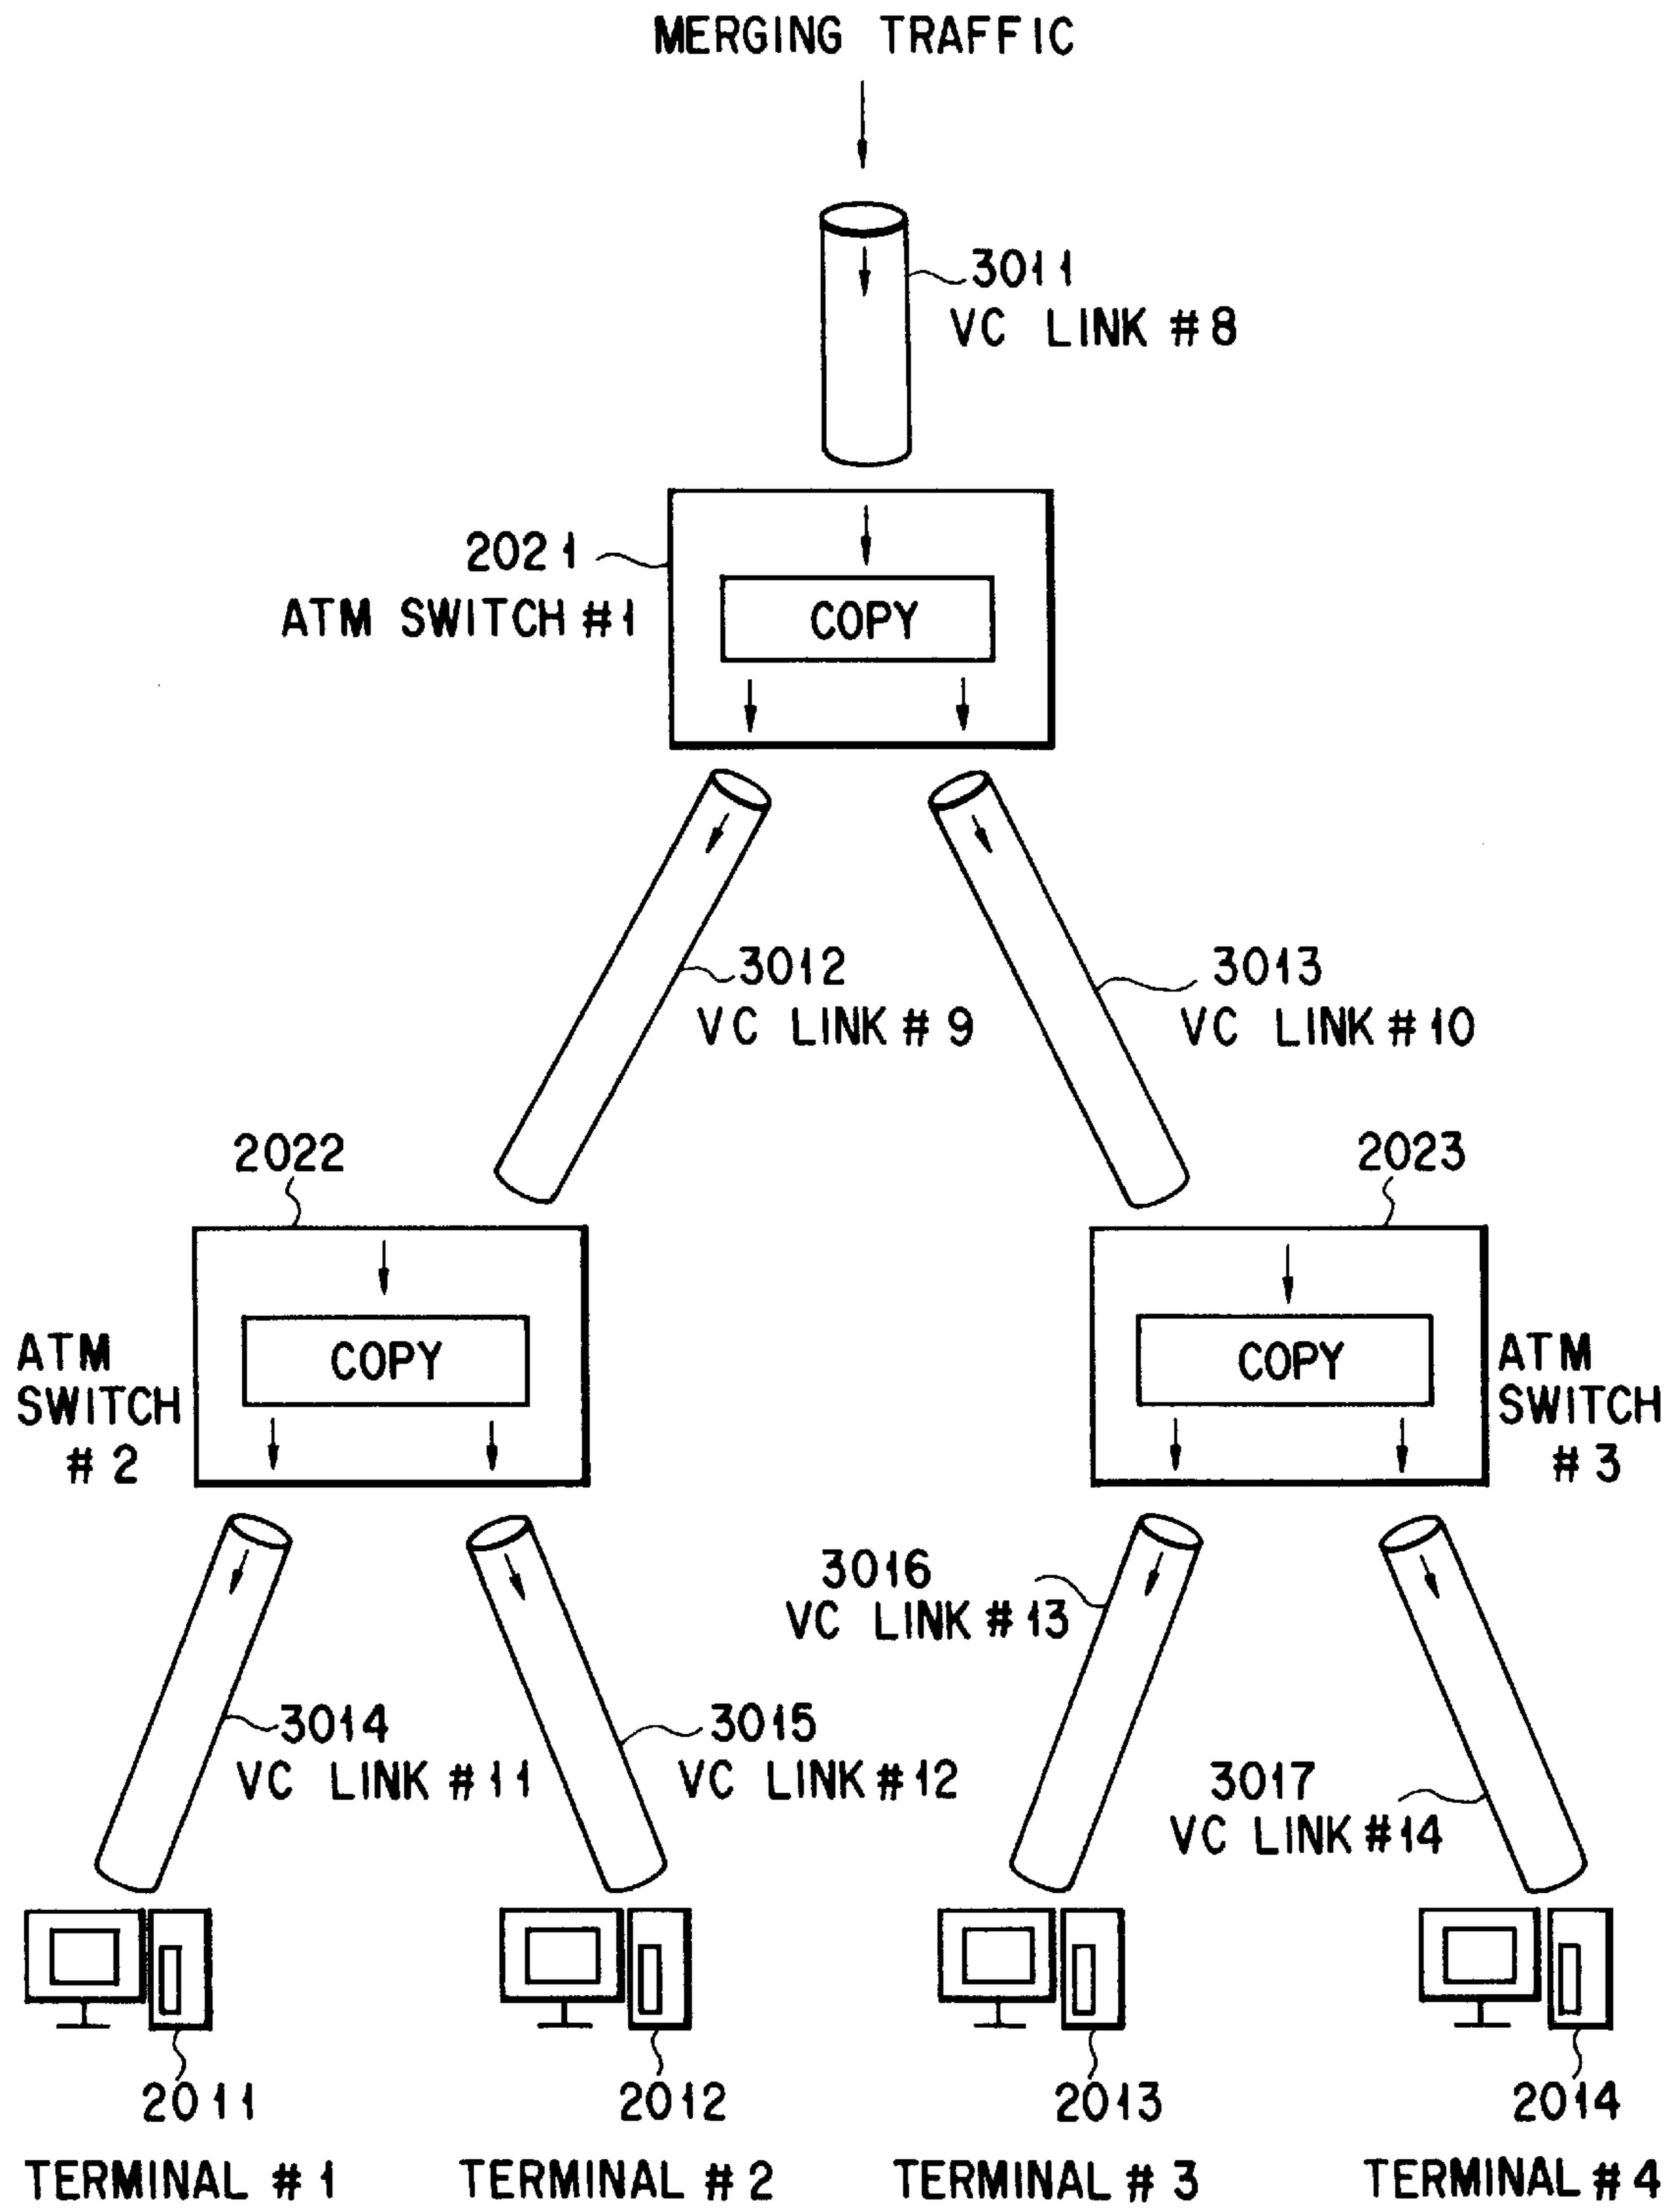 MERGING TRAFFIC
3011
VC LINK #8
2021
ATM SWITCH #1
COPY
3012
VC LINK #9
3013
VC LINK #10
2022
2023
ATM
SWITCH
#2
COPY
COPY
ATM
SWITCH
#3
3014
VC LINK #11
3015
VC LINK #12
3016
VC LINK #13
3017
VC LINK #14
2011
2012
2013
2014
TERMINAL #1
TERMINAL #2
TERMINAL #3
TERMINAL #4